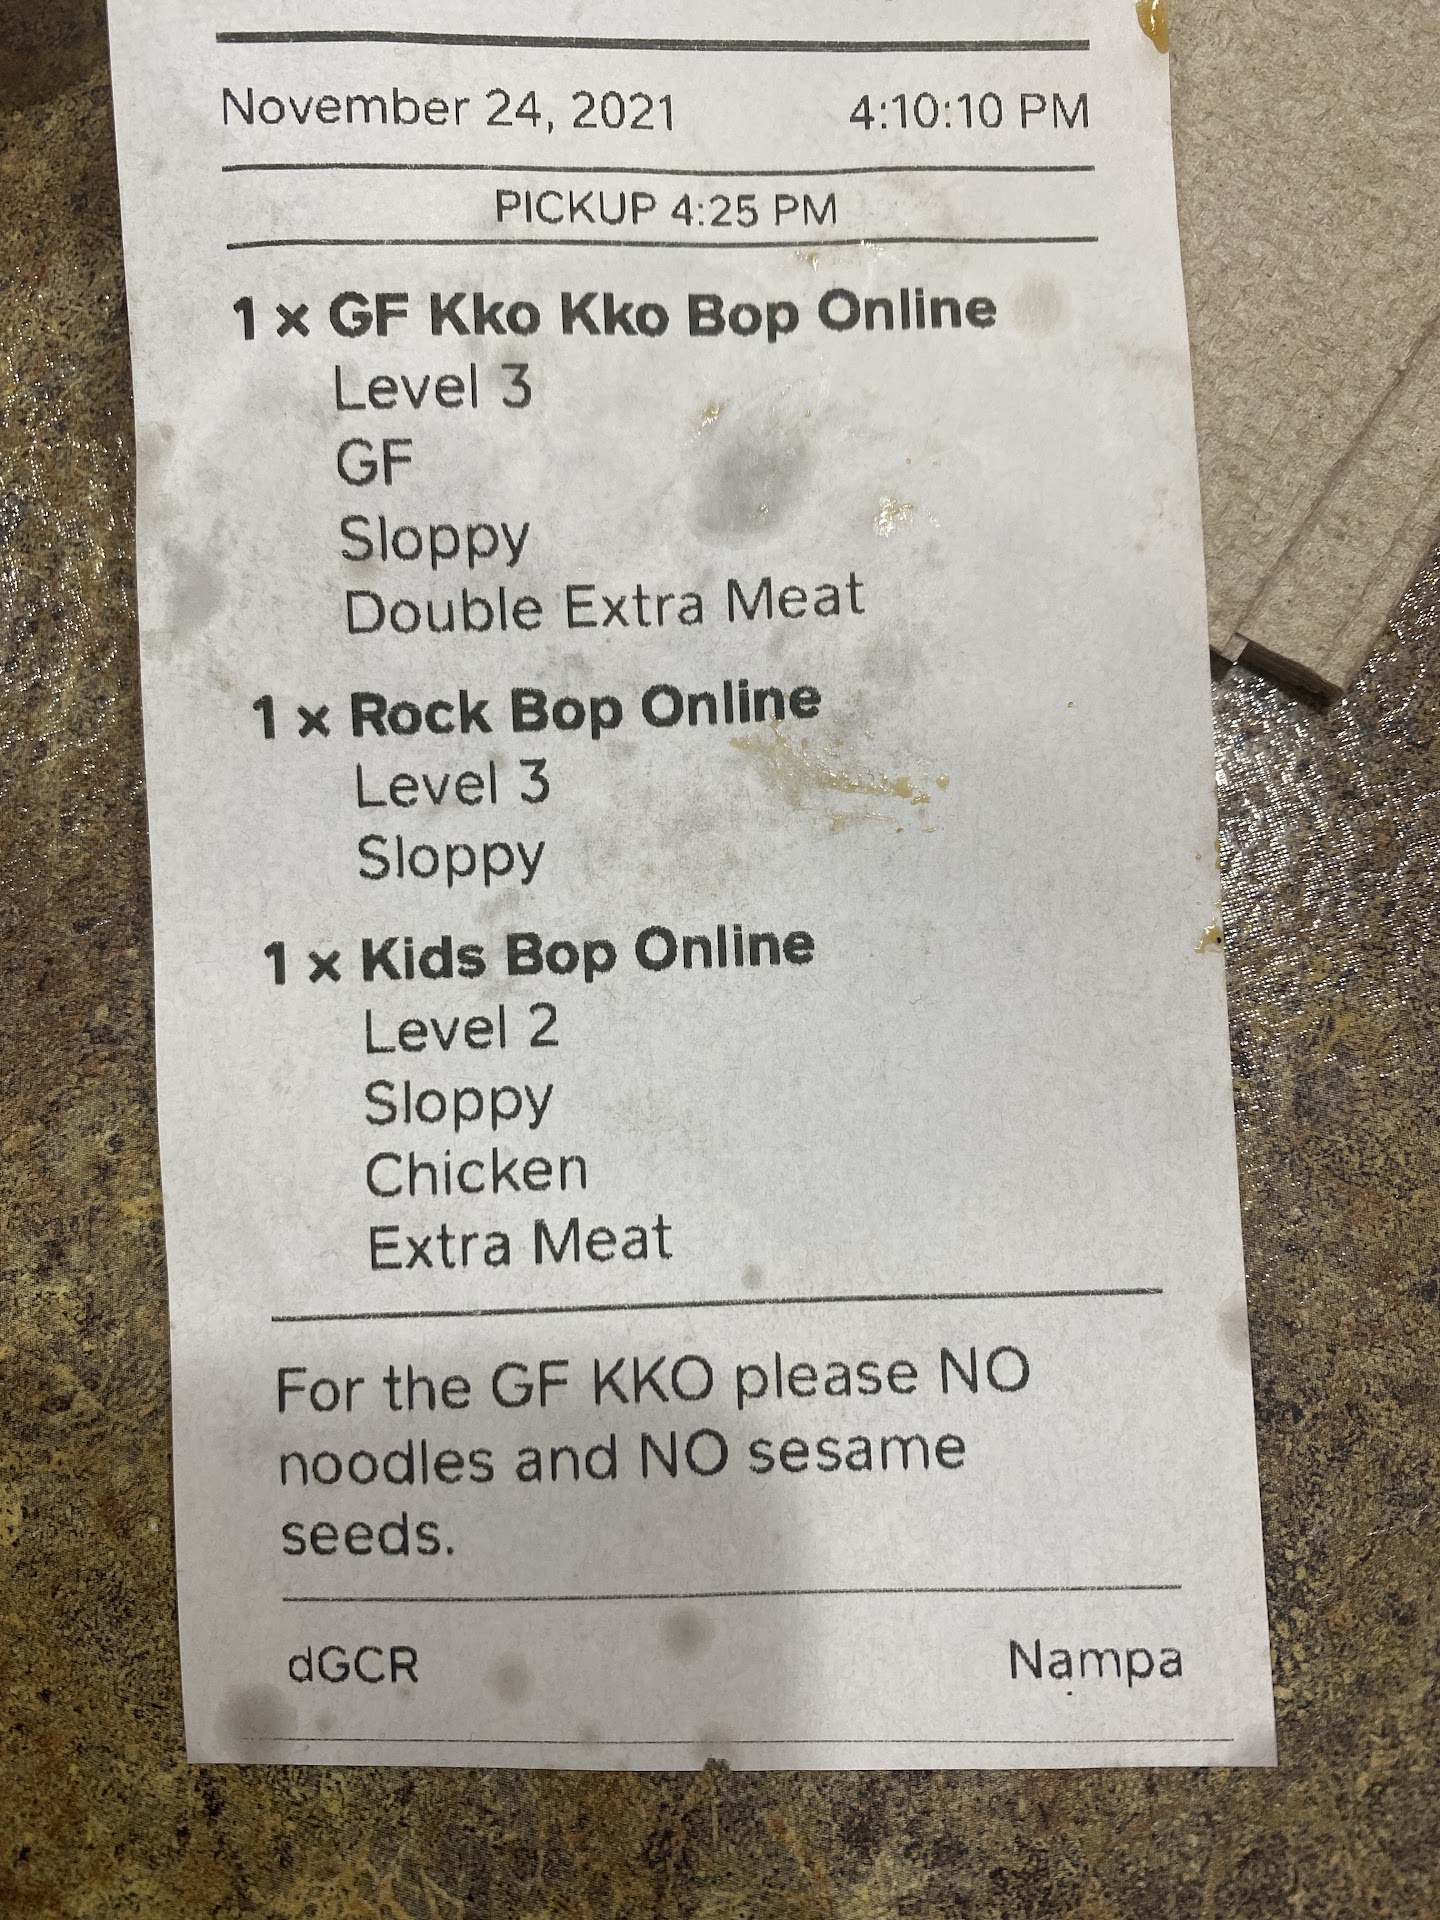 November 24, 2021 4:10:10 PM
PICKUP 4:25 PM
1 x GF Kko Kko Bop Online
Level 3
GF
Sloppy
Double Extra Meat
1 x Rock Bop Online
Level 3
Sloppy
1 x Kids Bop Online
Level 2
Sloppy
Chicken
Extra Meat
For the GF KKO please NO
noodles and NO sesame
seeds.
dGCR Nampa